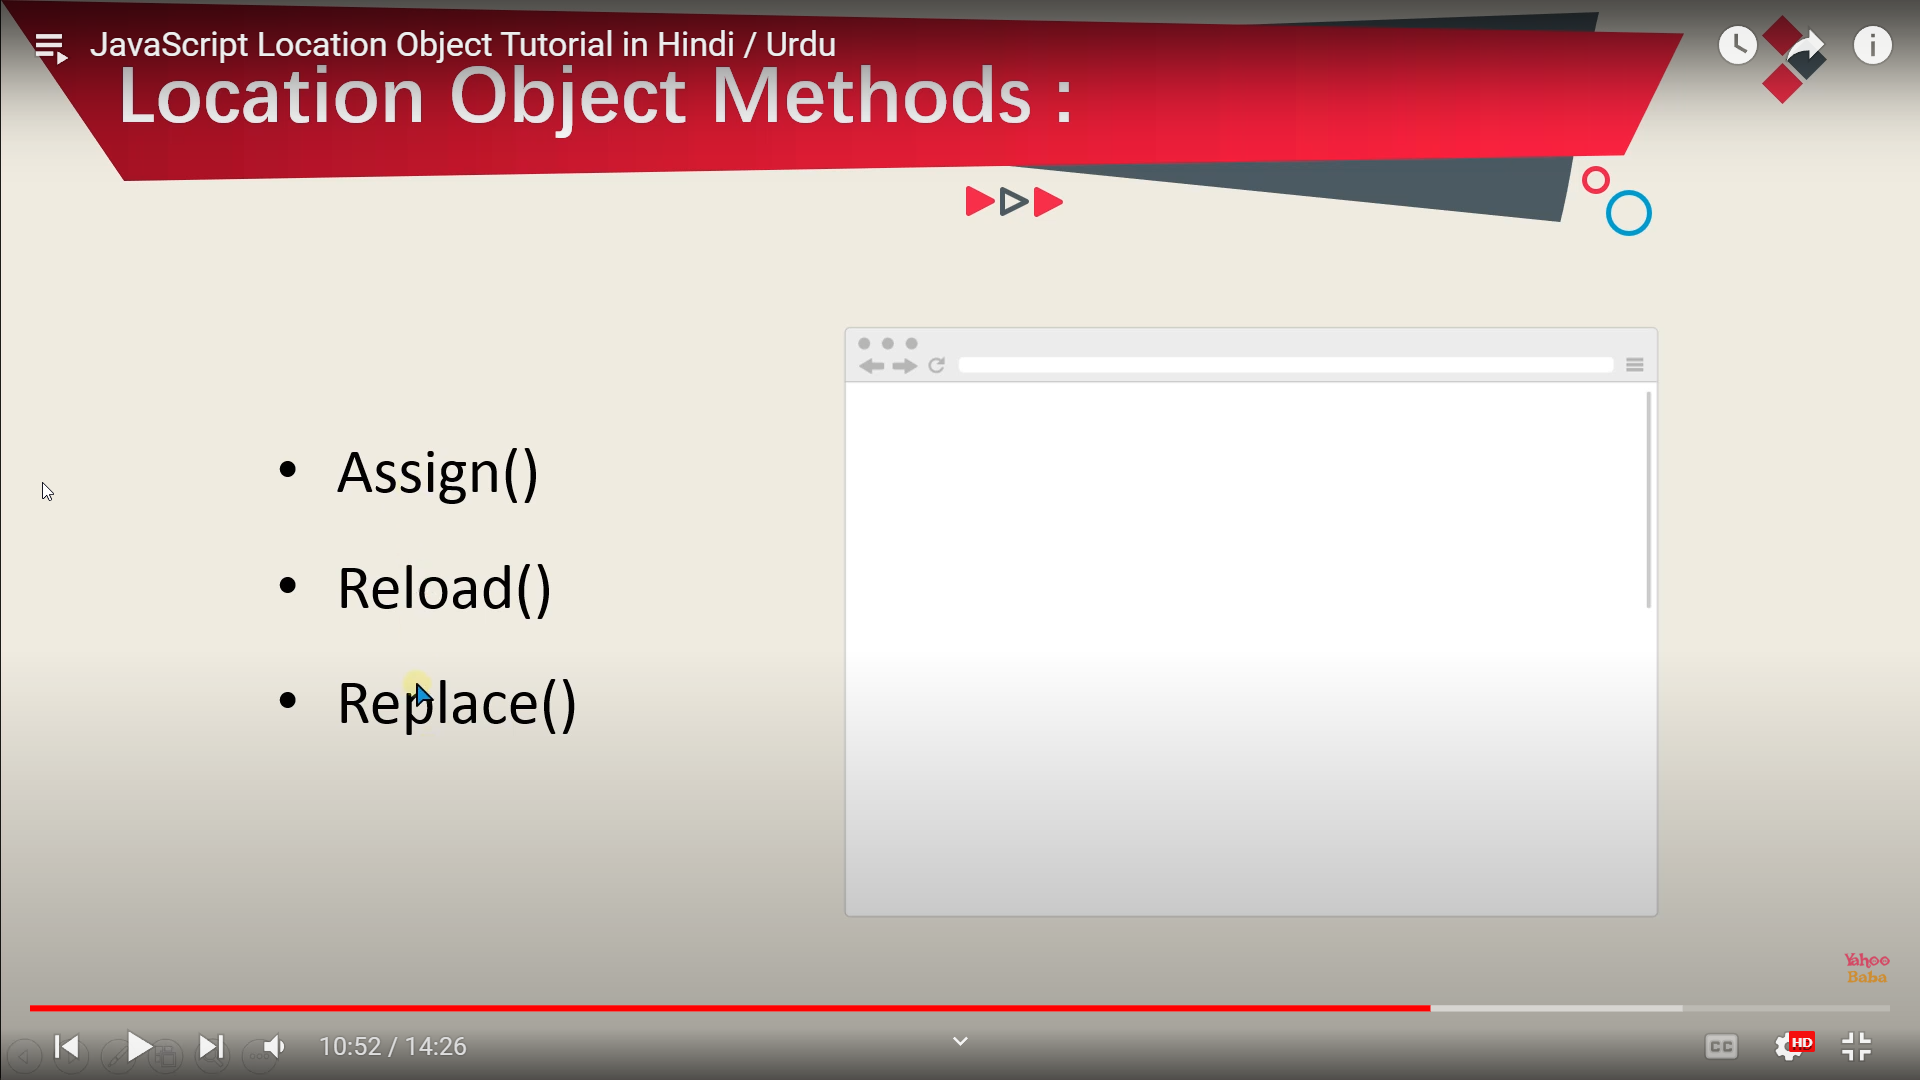 JavaScript Location Object Tutorial in Hindi / Urdu
Location Object Methods :
• Assign()
• Reload()
• Replace()
Yahoo
Baba
10:52 / 14:26
CC
HD